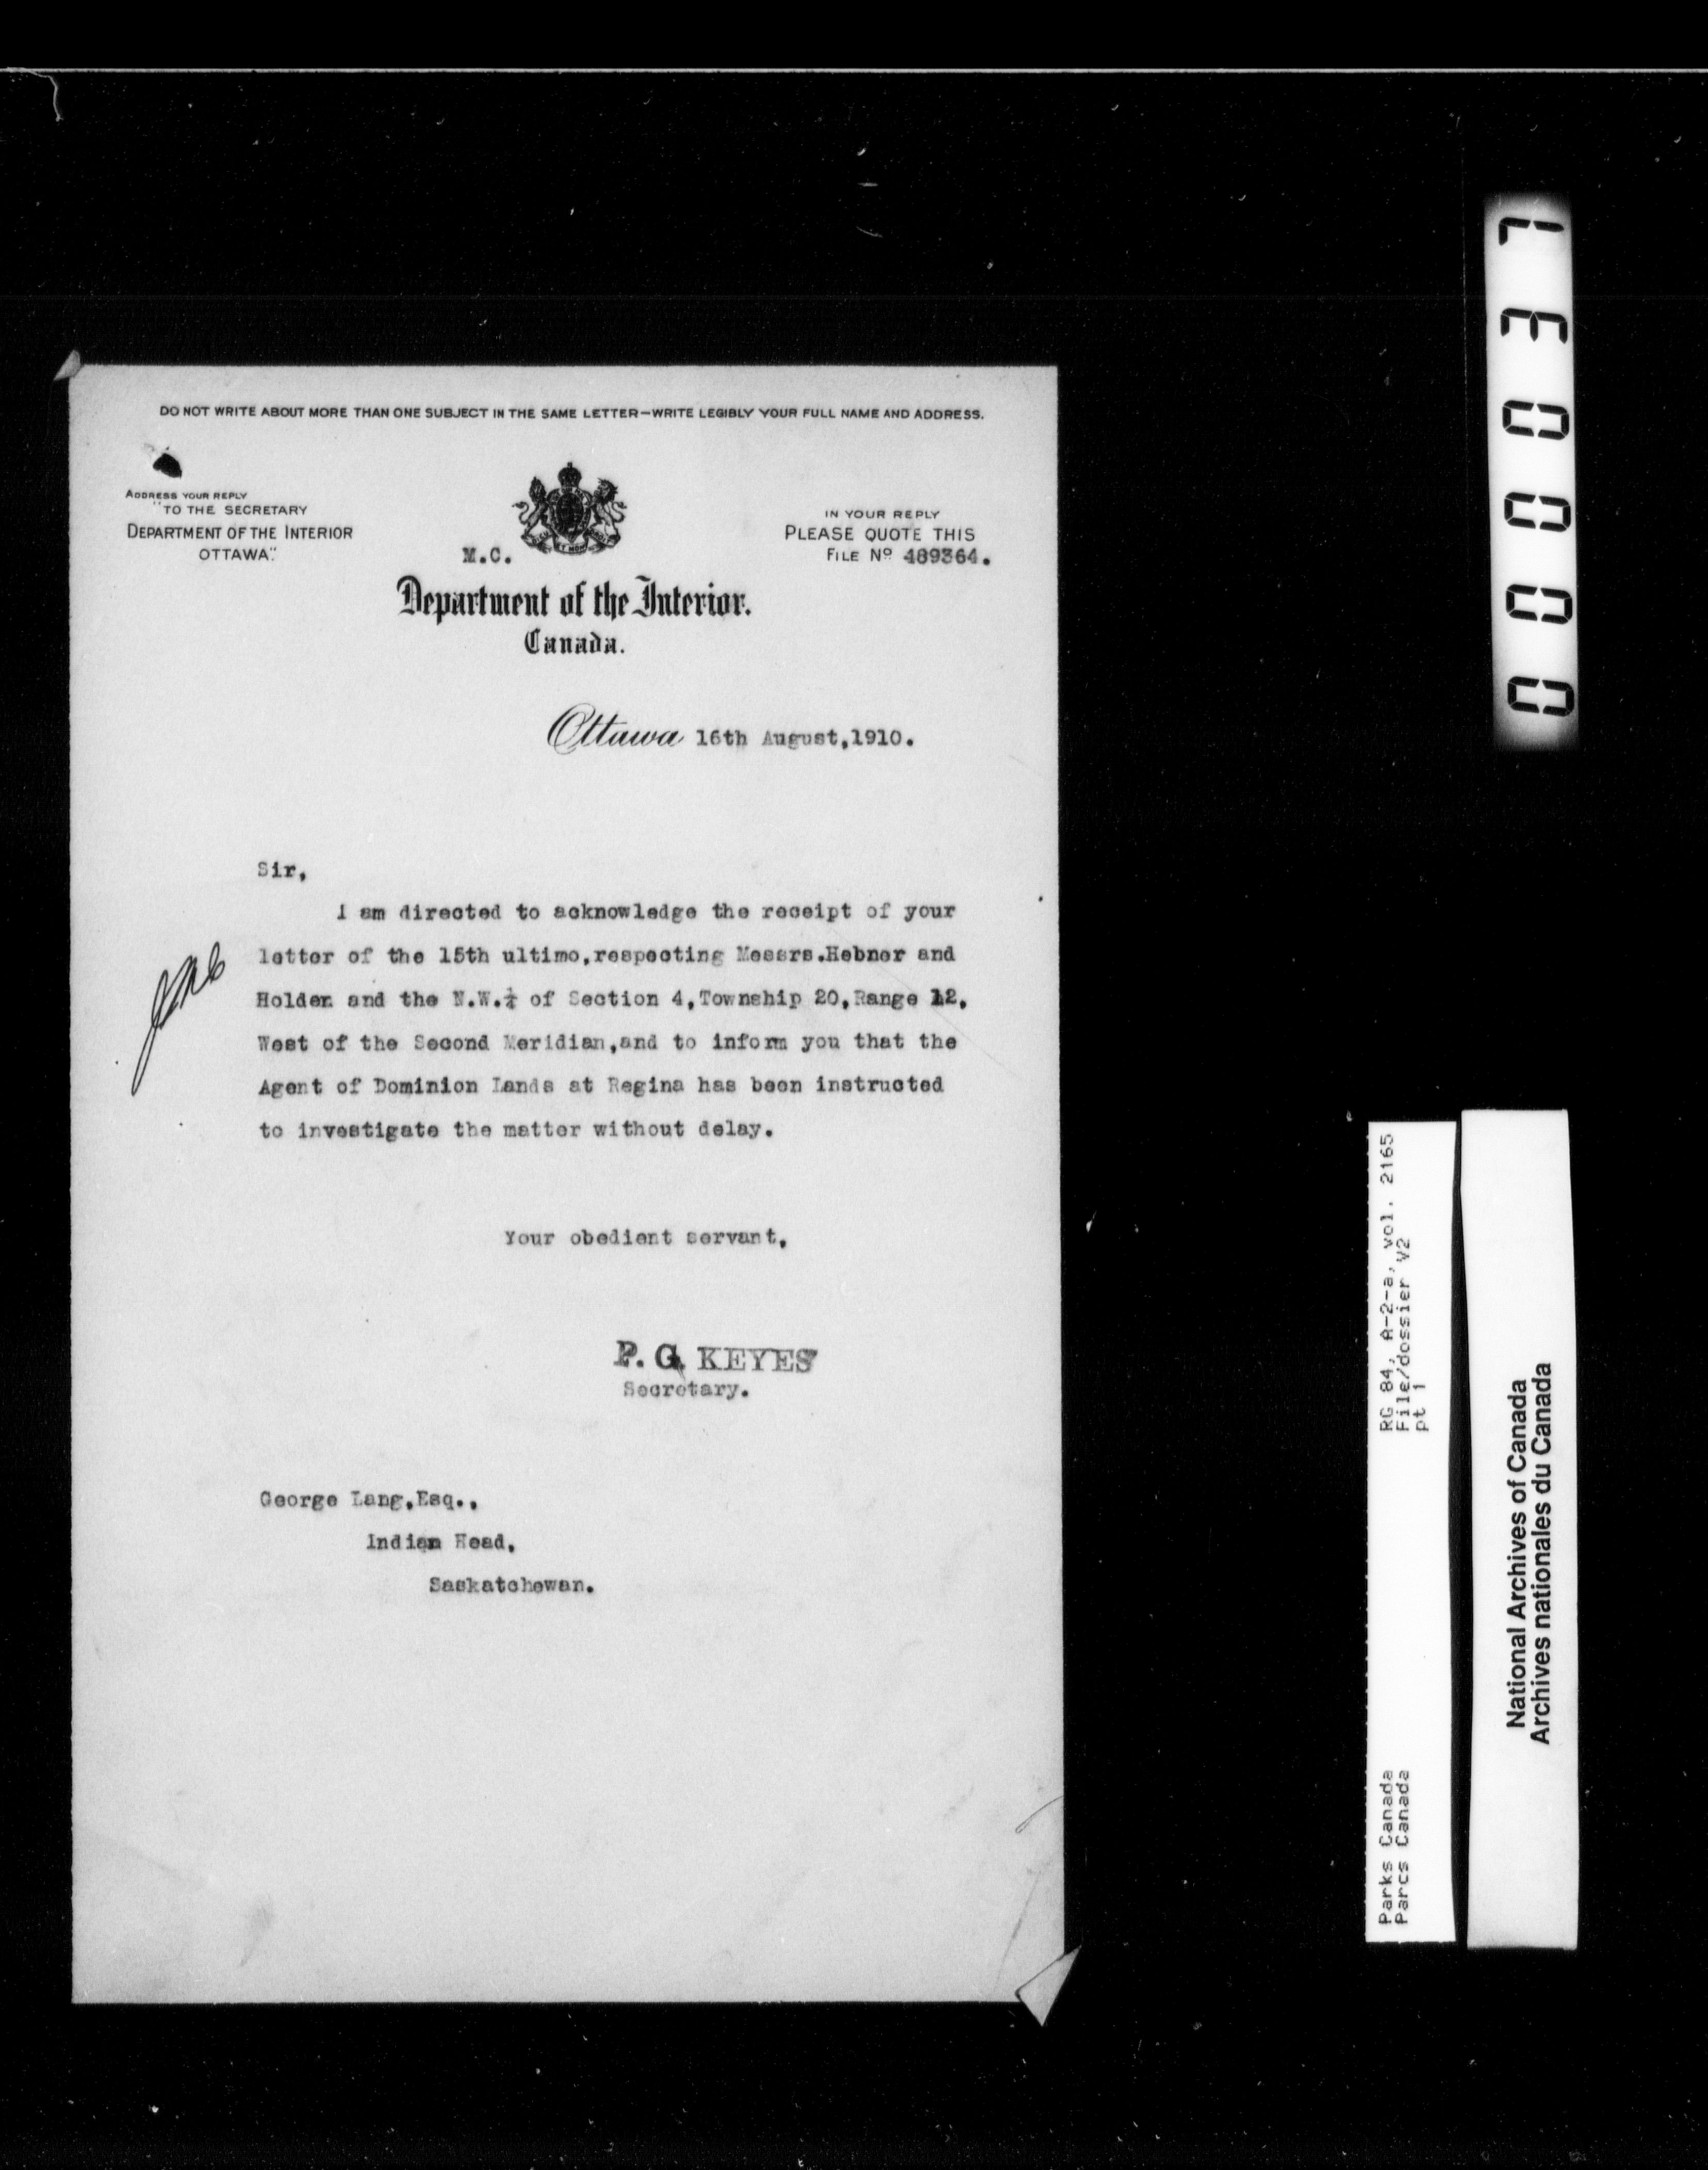 DO NOT WRITE ABOUT MORE THAN ONE SUBJECT IN THE SAME LETTER—WRITE LEGIBLY YOUR FULL NAME AND ADDRESS.
ADDRESS YOUR REPLY
"TO THE SECRETARY
DEPARTMENT OF THE INTERIOR
OTTAWA."
M.C.
IN YOUR REPLY
PLEASE QUOTE THIS
FILE No 489364.
Department of the Interior.
Canada.
Ottawa 16th August,1910.
Sir,
I am directed to acknowledge the receipt of your
letter of the 15th ultimo,respecting Messrs.Hebner and
Holden and the N.W.¼ of Section 4,Township 20,Range 12,
West of the Second Meridian,and to inform you that the
Agent of Dominion Lands at Regina has been instructed
to investigate the matter without delay.
Your obedient servant,
P. G. KEYES
Secretary.
George Lang,Esq.,
Indian Head,
Saskatchewan.
000037
RG 84, A-2-a, vol. 2165
File/dossier V2
pt 1
Parks Canada
Parcs Canada
National Archives of Canada
Archives nationales du Canada